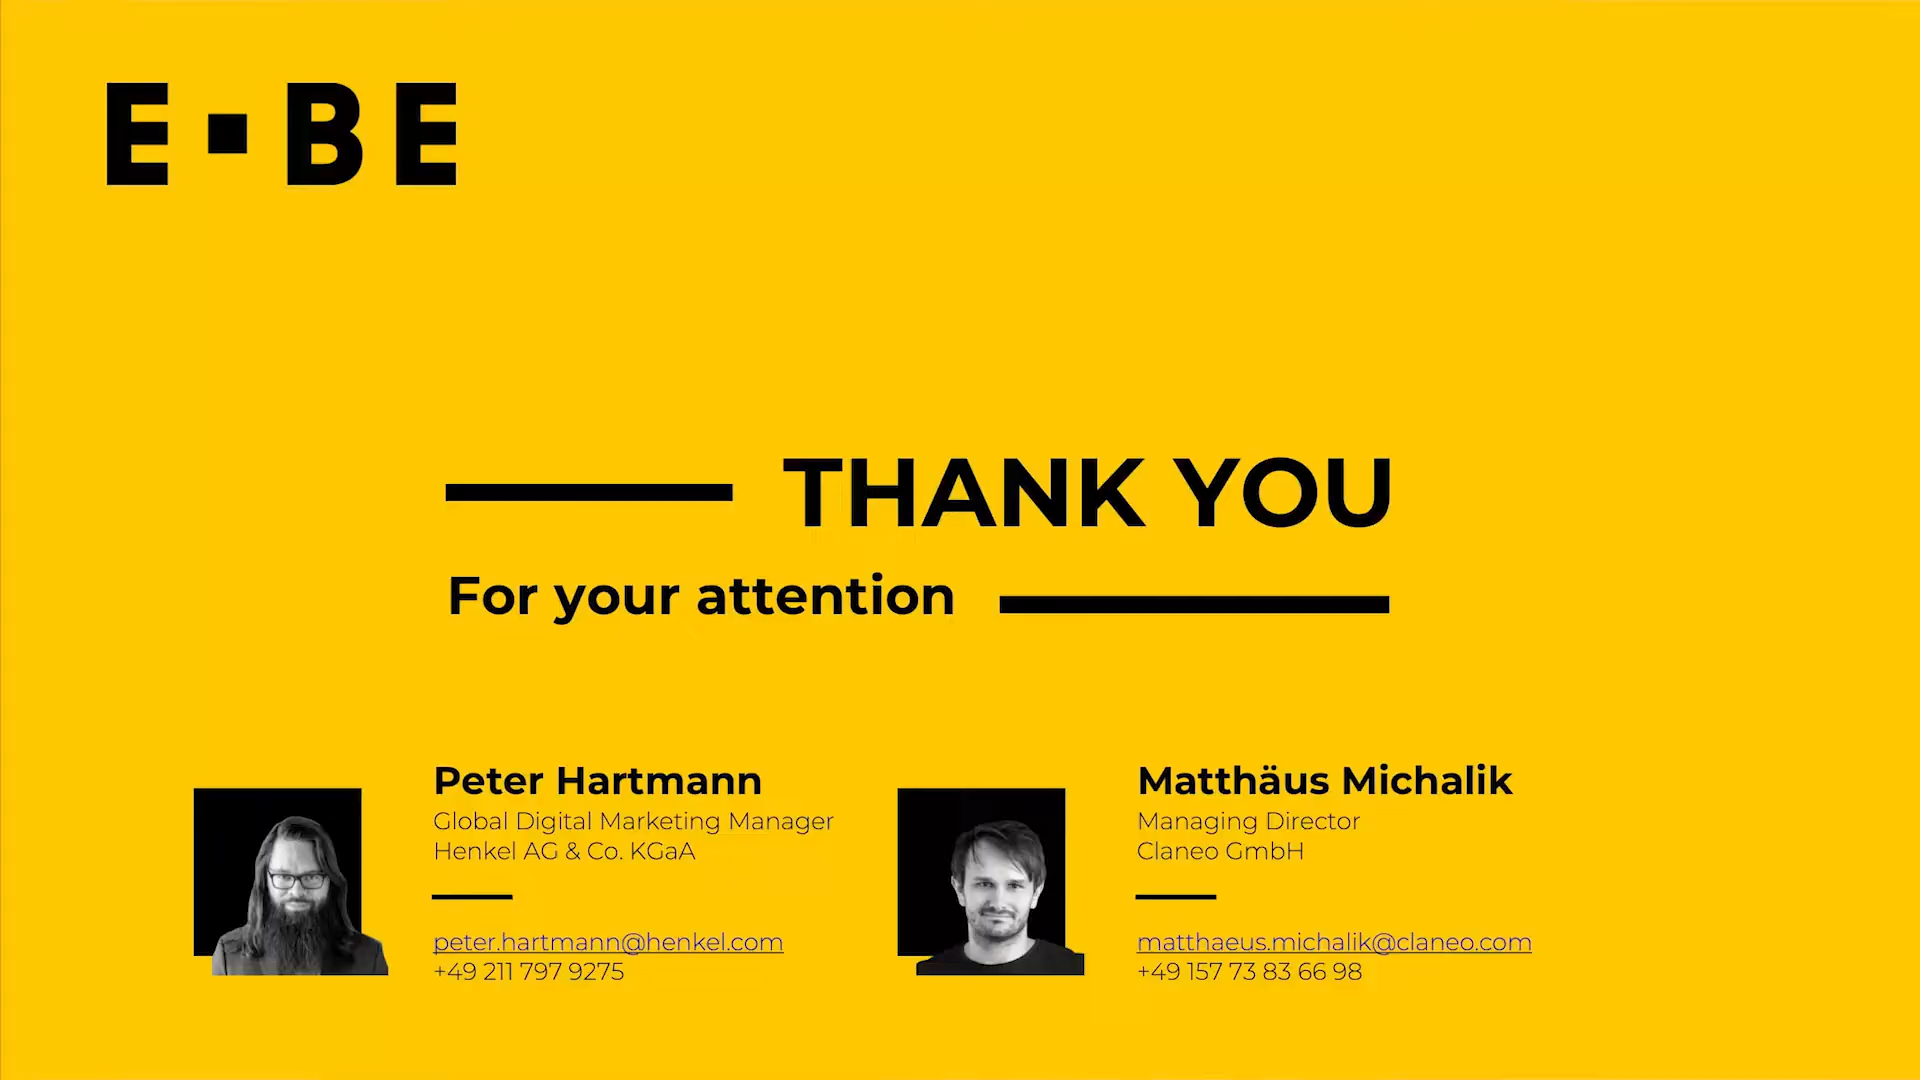 E▪BE
THANK YOU
For your attention
Peter Hartmann
Global Digital Marketing Manager
Henkel AG & Co. KGaA
peter.hartmann@henkel.com
+49 211 797 9275
Matthäus Michalik
Managing Director
Claneo GmbH
matthaeus.michalik@claneo.com
+49 157 73 83 66 98